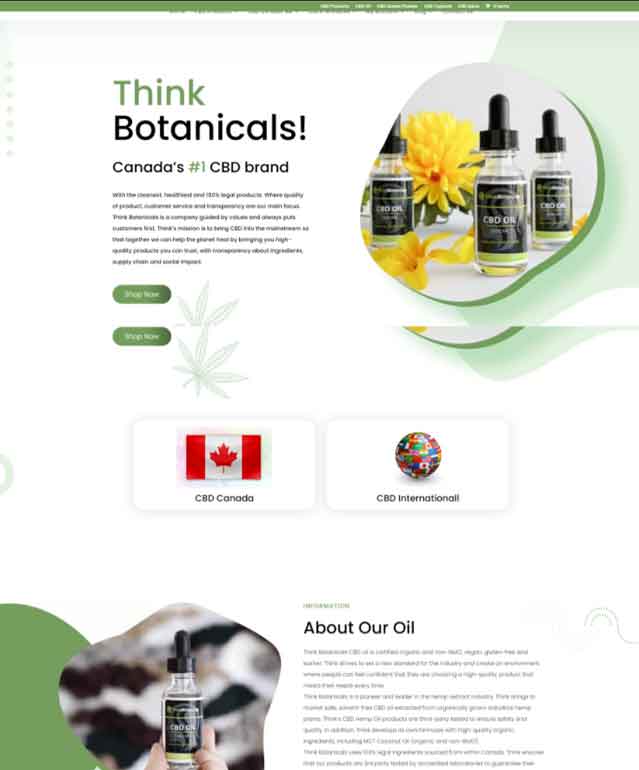 CBD Products CBD Oil CBD Dream Flower CBD Capsule CBD Salve 0 Items
Think
Botanicals!
Canada's #1 CBD brand
With the cleanest, healthiest and 100% legal products. Where quality
of product, customer service and transparency are our main focus.
Think Botanicals is a company guided by values and always puts
customers first. Think's mission is to bring CBD into the mainstream so
that together we can help the planet heal by bringing you high-
quality products you can trust, with transparency about ingredients,
supply chain and social impact.
Shop Now
Shop Now
CBD OIL
CBD OIL
CBD OIL
CBD Canada
CBD Internationall
INFORMATION
About Our Oil
Think Botanicals CBD oil is certified organic and non-GMO, vegan, gluten-free and
kosher. Think strives to set a new standard for the industry and create an environment
where people can feel confident that they are choosing a high-quality product that
meets their needs every time.
Think Botanicals is a pioneer and leader in the hemp extract industry. Think brings to
market safe, solvent-free CBD oil extracted from organically grown industrial hemp
plants. Think's CBD Hemp Oil products are third-party tested to ensure safety and
quality. In addition, Think develops its own formulas with high-quality organic
ingredients, including MCT Coconut Oil (organic and non-GMO).
Think Botanicals uses 100% legal ingredients sourced from within Canada. Think ensures
that our products are 3rd party tested by accredited laboratories to guarantee their
CBD OIL